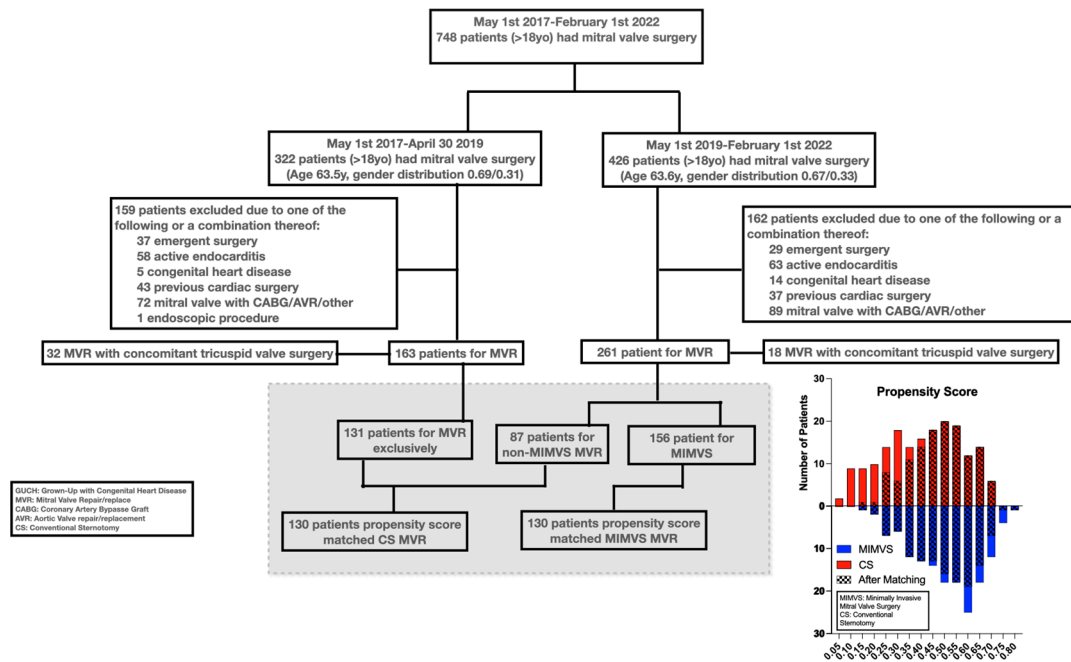 May 1st 2017-February 1st 2022
748 patients (>18yo) had mitral valve surgery
May 1st 2017-April 30 2019
322 patients (>18yo) had mitral valve surgery
(Age 63.5y, gender distribution 0.69/0.31)
May 1st 2019-February 1st 2022
426 patients (>18yo) had mitral valve surgery
(Age 63.6y, gender distribution 0.67/0.33)
159 patients excluded due to one of the
following or a combination thereof:
37 emergent surgery
58 active endocarditis
5 congenital heart disease
43 previous cardiac surgery
72 mitral valve with CABG/AVR/other
1 endoscopic procedure
162 patients excluded due to one of the following or a
combination thereof:
29 emergent surgery
63 active endocarditis
14 congenital heart disease
37 previous cardiac surgery
89 mitral valve with CABG/AVR/other
32 MVR with concomitant tricuspid valve surgery
163 patients for MVR
261 patient for MVR
18 MVR with concomitant tricuspid valve surgery
131 patients for MVR
exclusively
87 patients for
non-MIMVS MVR
156 patient for
MIMVS
130 patients propensity score
matched CS MVR
130 patients propensity score
matched MIMVS MVR
GUCH: Grown-Up with Congenital Heart Disease
MVR: Mitral Valve Repair/replace
CABG: Coronary Artery Bypasse Graft
AVR: Aortic Valve repair/replacement
CS: Conventional Sternotomy
Propensity Score
Number of Patients
30
20
10
0
10
20
30
MIMVS
CS
After Matching
MIMVS: Minimally Invasive
Mitral Valve Surgery
CS: Conventional
Sternotomy
0.05
0.10
0.15
0.20
0.25
0.30
0.35
0.40
0.45
0.50
0.55
0.60
0.65
0.70
0.75
0.80